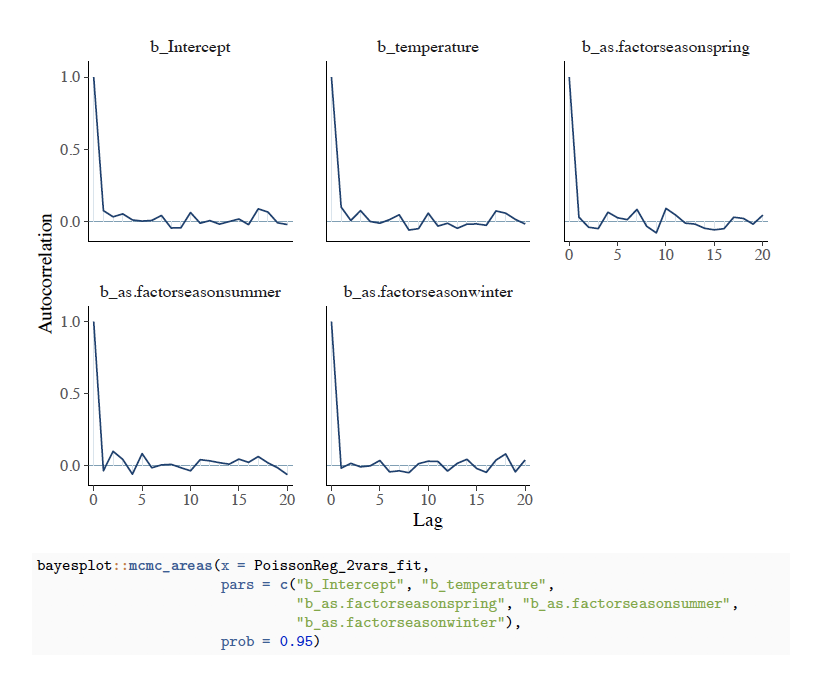 b_Intercept b_temperature b_as.factorseasonspring
1.0
0.5
0.0
0 5 10 15 20
Autocorrelation
b_as.factorseasonsummer b_as.factorseasonwinter
1.0
0.5
0.0
0 5 10 15 20 0 5 10 15 20
Lag
bayesplot::mcmc_areas(x = PoissonReg_2vars_fit,
pars = c("b_Intercept", "b_temperature",
"b_as.factorseasonspring", "b_as.factorseasonsummer",
"b_as.factorseasonwinter"),
prob = 0.95)